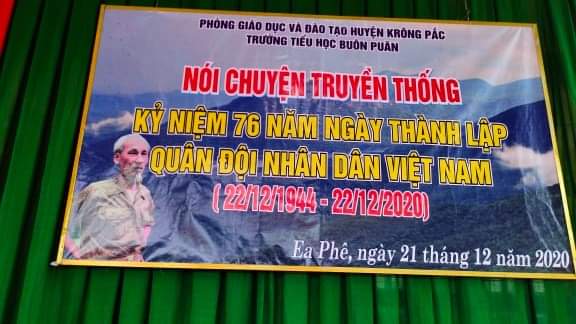 PHÒNG GIÁO DỤC VÀ ĐÀO TẠO HUYỆN KRÔNG PẮC
TRƯỜNG TIỂU HỌC BUÔN PUĂN
NÓI CHUYỆN TRUYỀN THỐNG
KỶ NIỆM 76 NĂM NGÀY THÀNH LẬP
QUÂN ĐỘI NHÂN DÂN VIỆT NAM
( 22/12/1944 - 22/12/2020)
Ea Phê, ngày 21 tháng 12 năm 2020